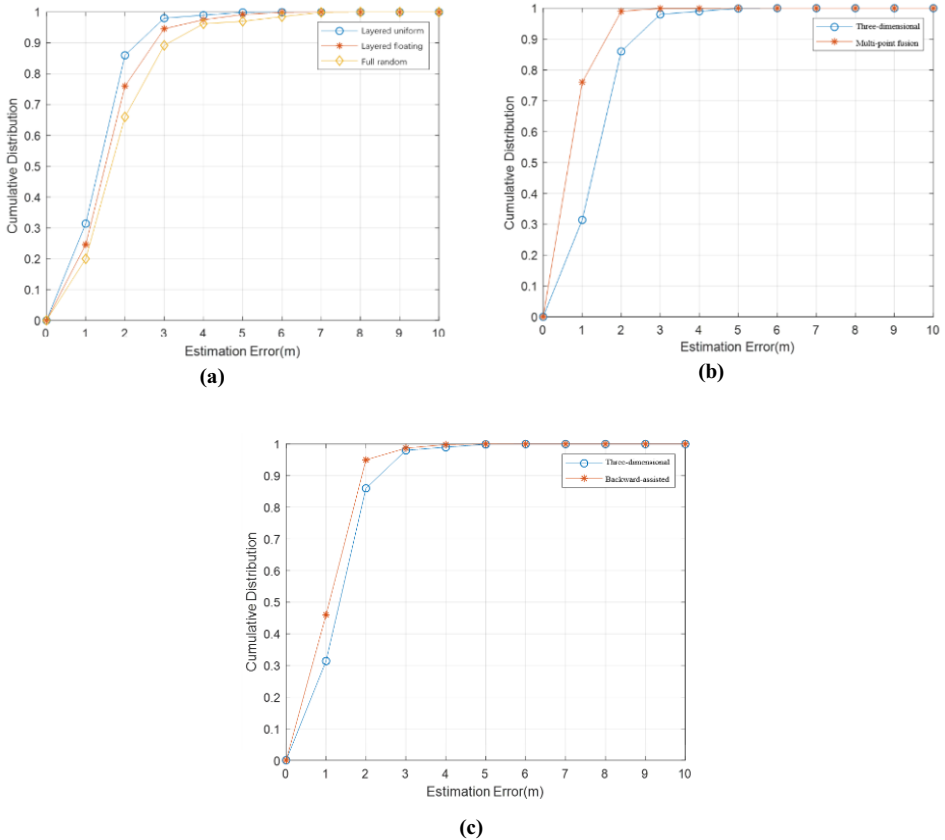 1
0.9
0.8
0.7
0.6
0.5
0.4
0.3
0.2
0.1
0
Cumulative Distribution
Layered uniform
Layered floating
Full random
0 1 2 3 4 5 6 7 8 9 10
Estimation Error(m)
(a)
1
0.9
0.8
0.7
0.6
0.5
0.4
0.3
0.2
0.1
0
Cumulative Distribution
Three-dimensional
Multi-point fusion
0 1 2 3 4 5 6 7 8 9 10
Estimation Error(m)
(b)
1
0.9
0.8
0.7
0.6
0.5
0.4
0.3
0.2
0.1
0
Cumulative Distribution
Three-dimensional
Backward-assisted
0 1 2 3 4 5 6 7 8 9 10
Estimation Error(m)
(c)